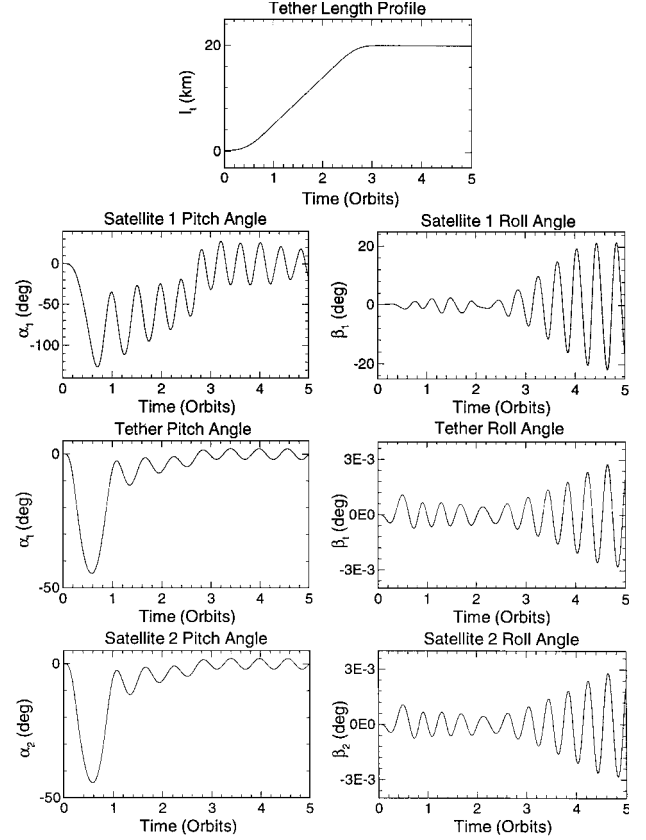 Tether Length Profile
20
0
l_t (km)
0 1 2 3 4 5
Time (Orbits)
Satellite 1 Pitch Angle
0
-50
-100
α_1 (deg)
0 1 2 3 4 5
Time (Orbits)
Satellite 1 Roll Angle
20
0
-20
β_1 (deg)
0 1 2 3 4 5
Time (Orbits)
Tether Pitch Angle
0
-50
α_t (deg)
0 1 2 3 4 5
Time (Orbits)
Tether Roll Angle
3E-3
0E0
-3E-3
β_t (deg)
0 1 2 3 4 5
Time (Orbits)
Satellite 2 Pitch Angle
0
-50
α_2 (deg)
0 1 2 3 4 5
Time (Orbits)
Satellite 2 Roll Angle
3E-3
0E0
-3E-3
β_2 (deg)
0 1 2 3 4 5
Time (Orbits)